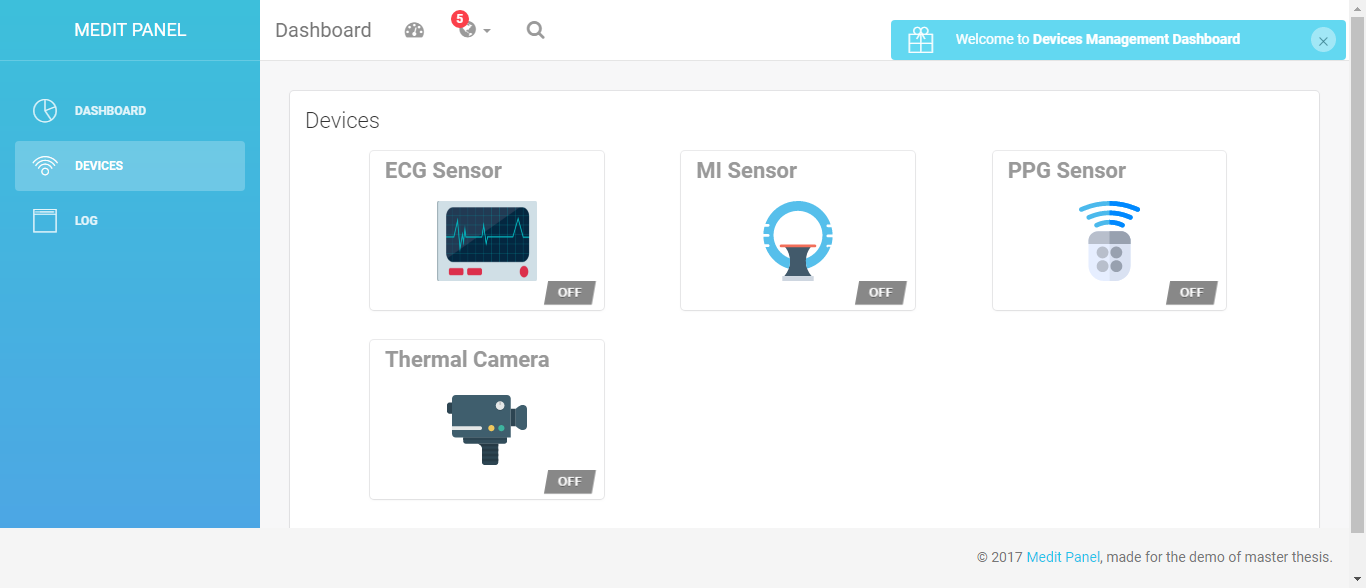 MEDIT PANEL
Dashboard
5
Welcome to Devices Management Dashboard
DASHBOARD
DEVICES
LOG
Devices
ECG Sensor
OFF
MI Sensor
OFF
PPG Sensor
OFF
Thermal Camera
OFF
© 2017 Medit Panel, made for the demo of master thesis.